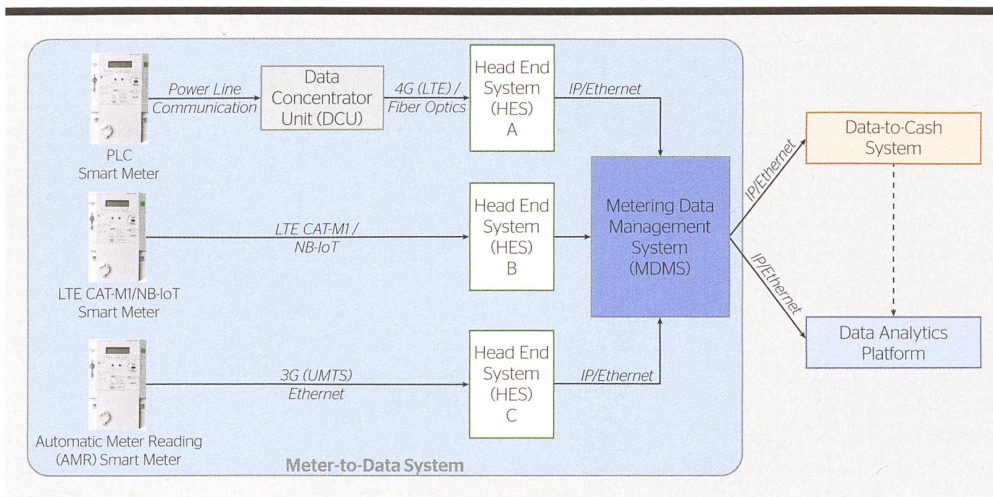 Power Line
Communication
Data
Concentrator
Unit (DCU)
4G (LTE) /
Fiber Optics
Head End
System
(HES)
A
IP/Ethernet
PLC
Smart Meter
LTE CAT-M1 /
NB-IoT
Head End
System
(HES)
B
Metering Data
Management
System
(MDMS)
LTE CAT-M1/NB-IoT
Smart Meter
3G (UMTS)
Ethernet
Head End
System
(HES)
C
IP/Ethernet
Automatic Meter Reading
(AMR) Smart Meter
Meter-to-Data System
IP/Ethernet
Data-to-Cash
System
IP/Ethernet
Data Analytics
Platform